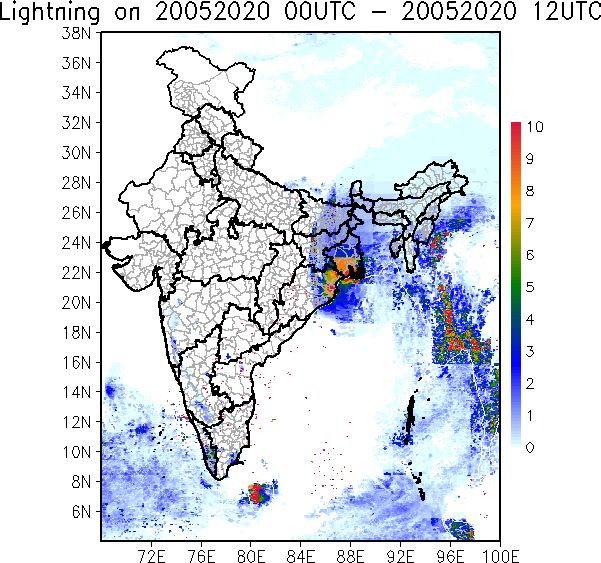 Lightning on 20052020 00UTC – 20052020 12UTC
38N
36N
34N
32N
30N
28N
26N
24N
22N
20N
18N
16N
14N
12N
10N
8N
6N
72E 76E 80E 84E 88E 92E 96E 100E
10
9
8
7
6
5
4
3
2
1
0